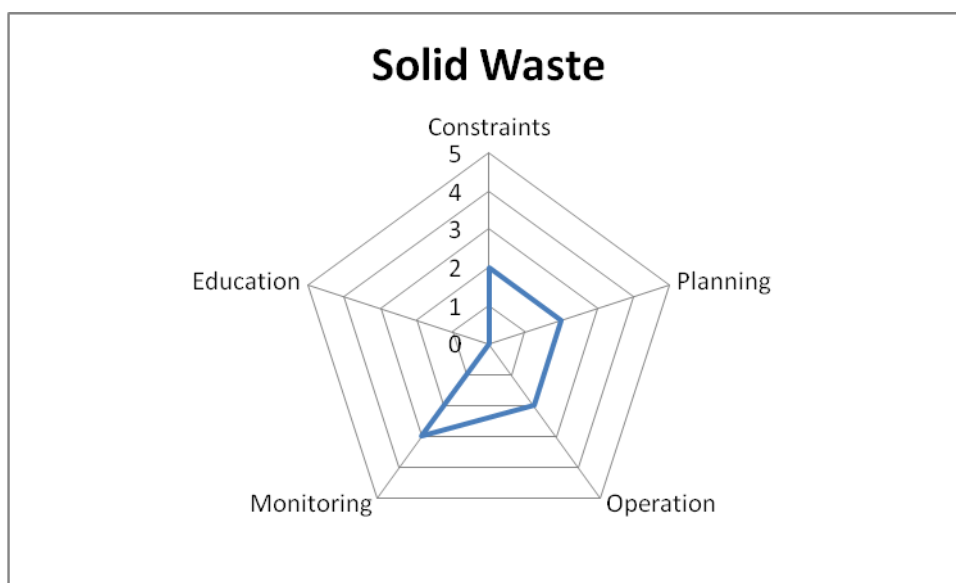 Solid Waste
Constraints
5
4
3
2
1
0
Education
Planning
Monitoring
Operation